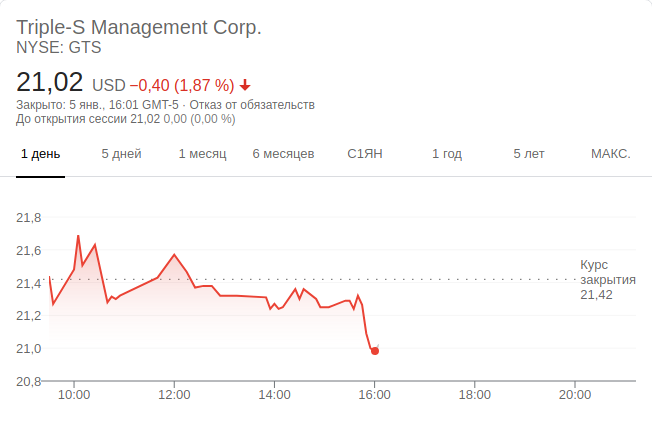 Triple-S Management Corp.
NYSE: GTS
21,02 USD −0,40 (1,87 %)
Закрыто: 5 янв., 16:01 GMT-5 · Отказ от обязательств
До открытия сессии 21,02 0,00 (0,00 %)
1 день 5 дней 1 месяц 6 месяцев С1ЯН 1 год 5 лет МАКС.
21,8
21,6
21,4
21,2
21,0
20,8
Курс
закрытия
21,42
10:00 12:00 14:00 16:00 18:00 20:00